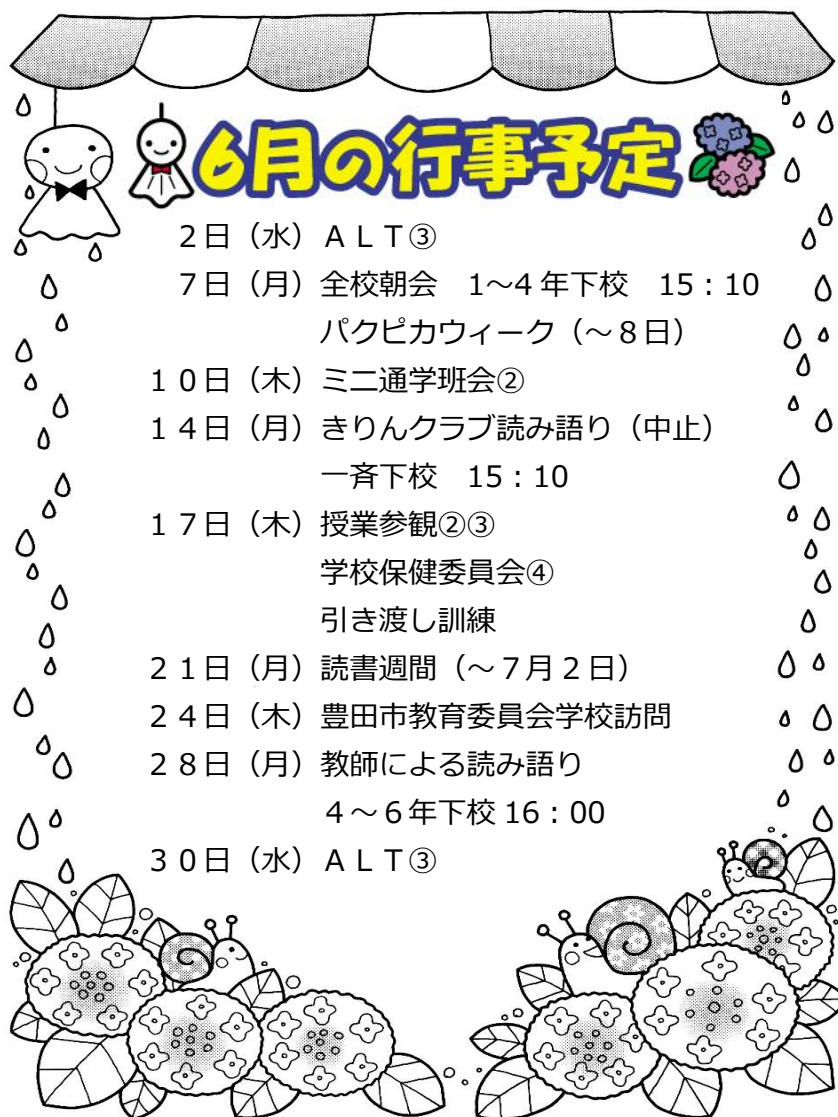 6月の行事予定
2日（水）ＡＬＴ③
7日（月）全校朝会　1～4年下校　15：10
パクピカウィーク（～８日）
１０日（木）ミニ通学班会②
１４日（月）きりんクラブ読み語り（中止）
一斉下校　15：10
１７日（木）授業参観②③
学校保健委員会④
引き渡し訓練
２１日（月）読書週間（～７月２日）
２４日（木）豊田市教育委員会学校訪問
２８日（月）教師による読み語り
４～６年下校 16：00
３０日（水）ＡＬＴ③